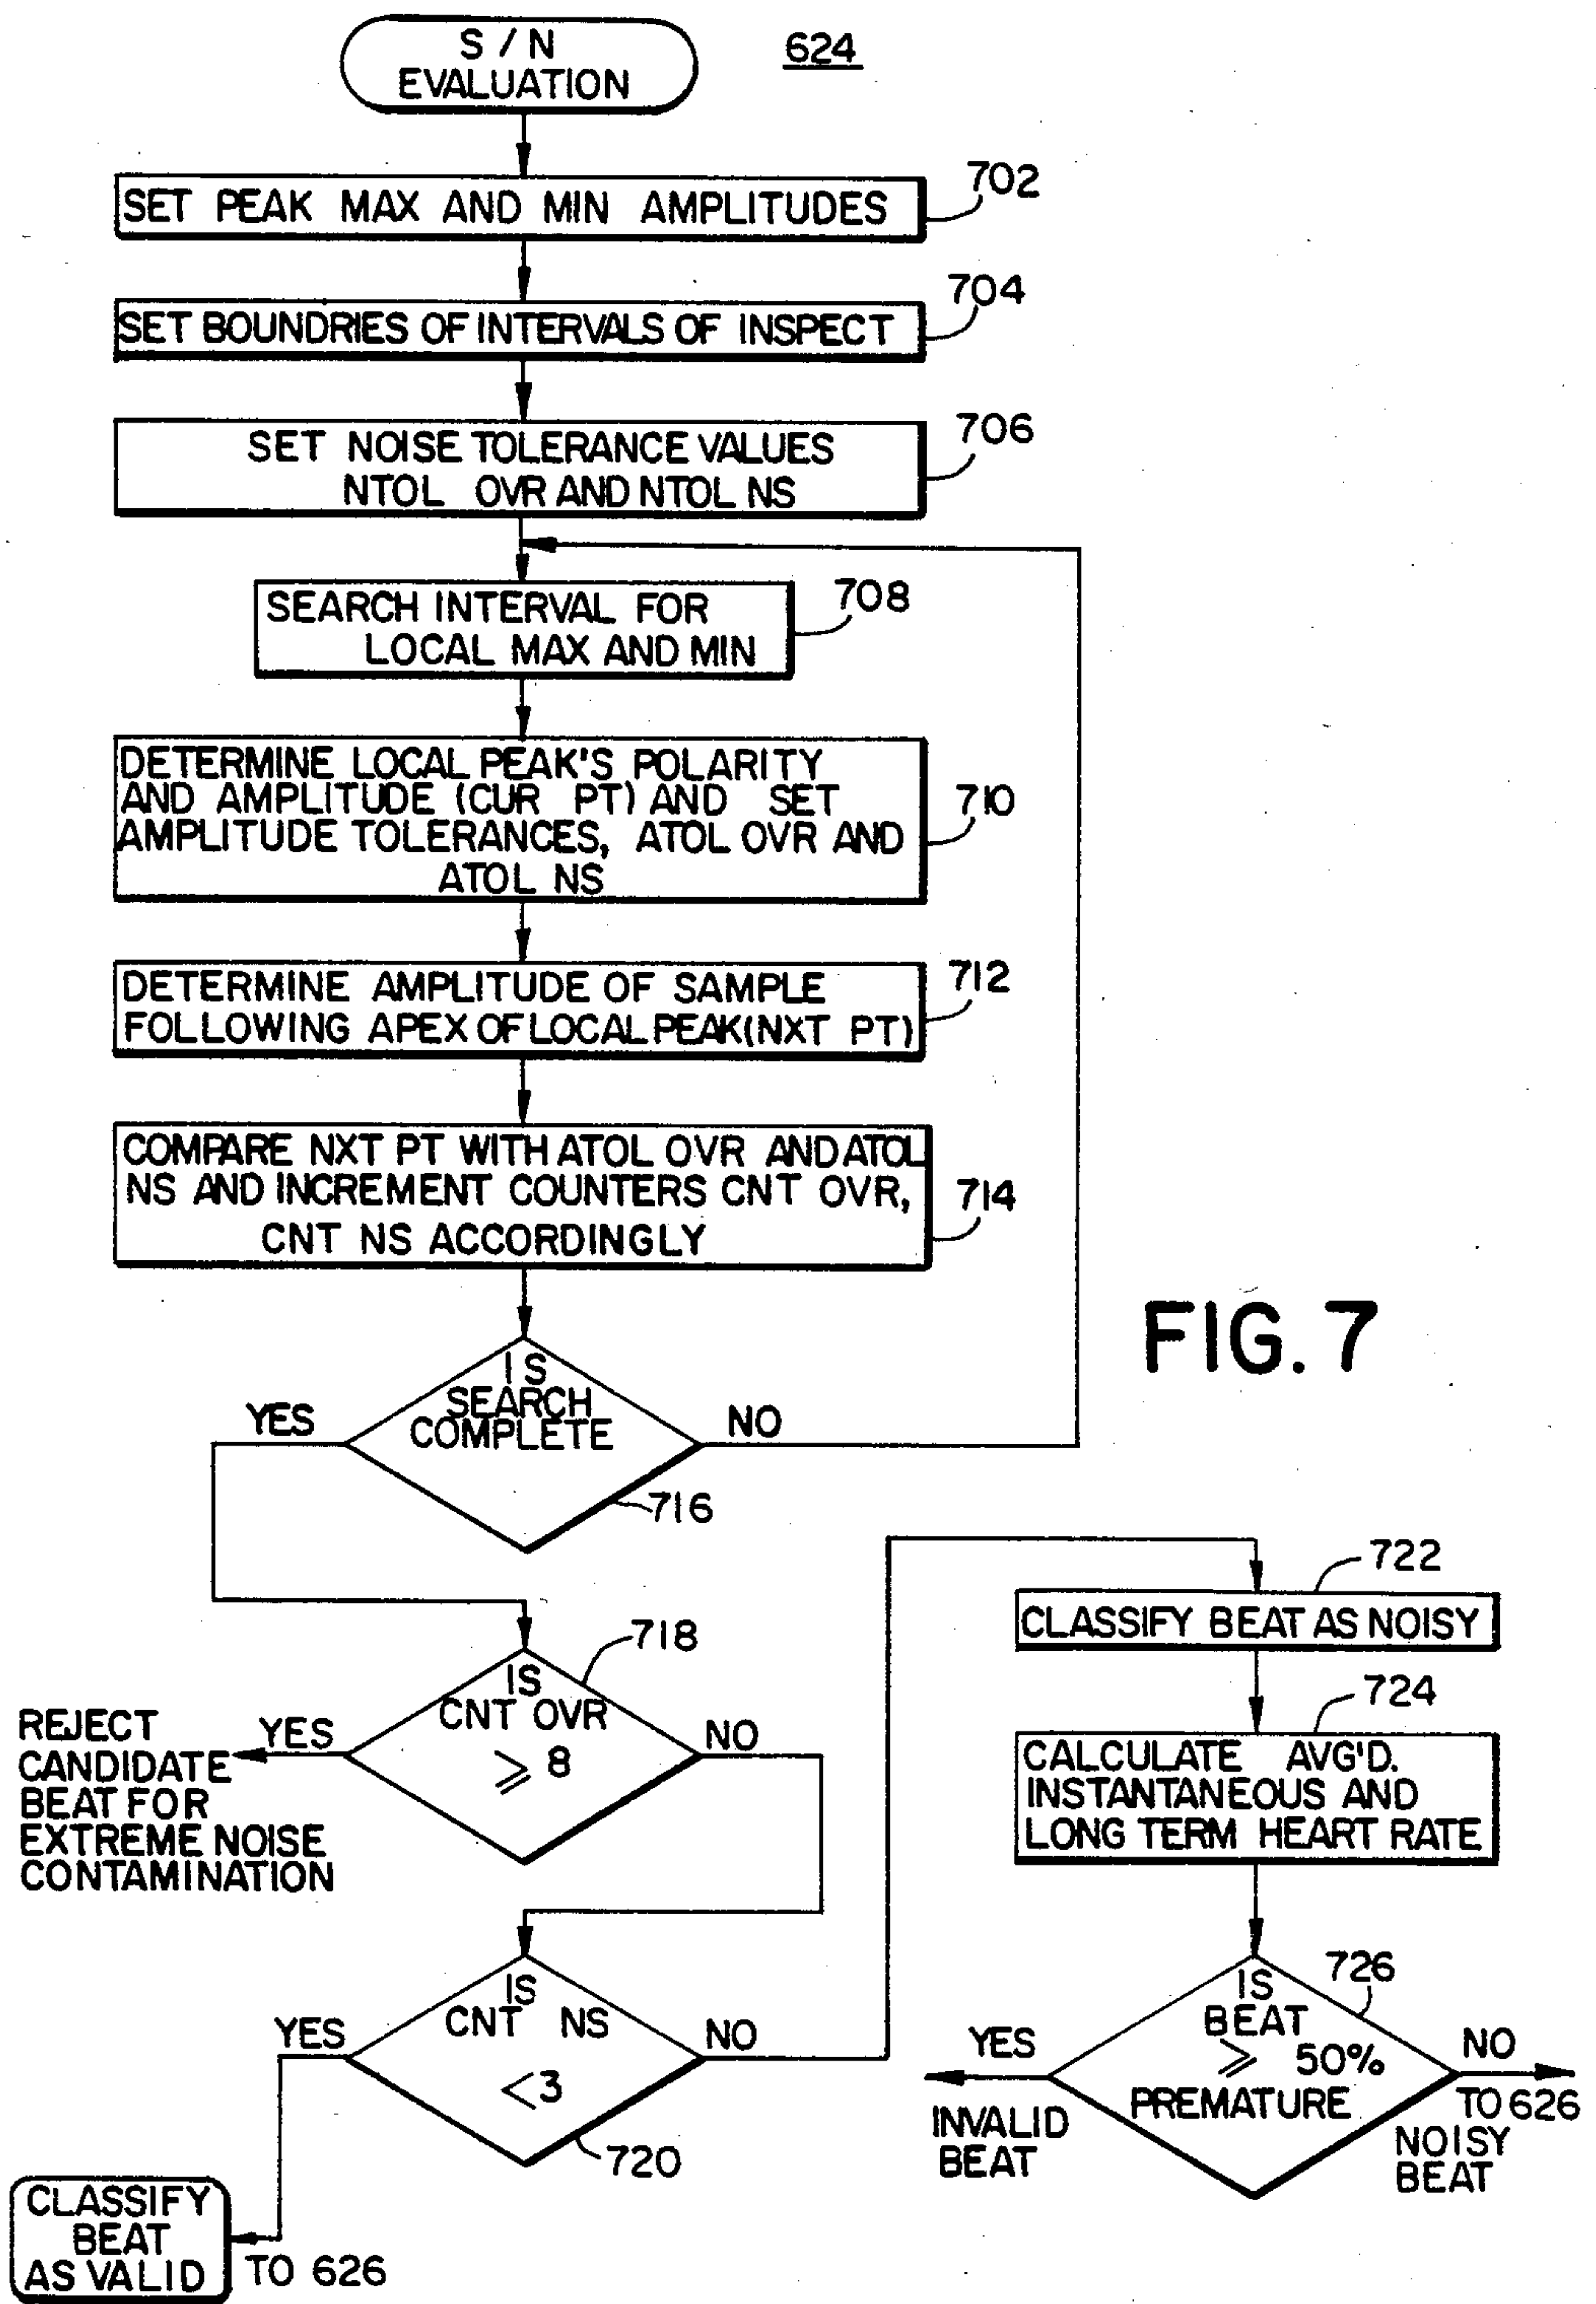 S / N
EVALUATION
624
SET PEAK MAX AND MIN AMPLITUDES
702
SET BOUNDRIES OF INTERVALS OF INSPECT
704
SET NOISE TOLERANCE VALUES
NTOL OVR AND NTOL NS
706
SEARCH INTERVAL FOR
LOCAL MAX AND MIN
708
DETERMINE LOCAL PEAK'S POLARITY
AND AMPLITUDE (CUR PT) AND SET
AMPLITUDE TOLERANCES, ATOL OVR AND
ATOL NS
710
DETERMINE AMPLITUDE OF SAMPLE
FOLLOWING APEX OF LOCAL PEAK (NXT PT)
712
COMPARE NXT PT WITH ATOL OVR AND ATOL
NS AND INCREMENT COUNTERS CNT OVR,
CNT NS ACCORDINGLY
714
FIG. 7
IS
SEARCH
COMPLETE
YES
NO
716
IS
CNT OVR
⩾ 8
718
YES
NO
REJECT
CANDIDATE
BEAT FOR
EXTREME NOISE
CONTAMINATION
IS
CNT NS
<3
YES
NO
720
CLASSIFY
BEAT
AS VALID
TO 626
722
CLASSIFY BEAT AS NOISY
724
CALCULATE AVG'D.
INSTANTANEOUS AND
LONG TERM HEART RATE
726
IS
BEAT
⩾ 50%
PREMATURE
YES
INVALID
BEAT
NO
TO 626
NOISY
BEAT